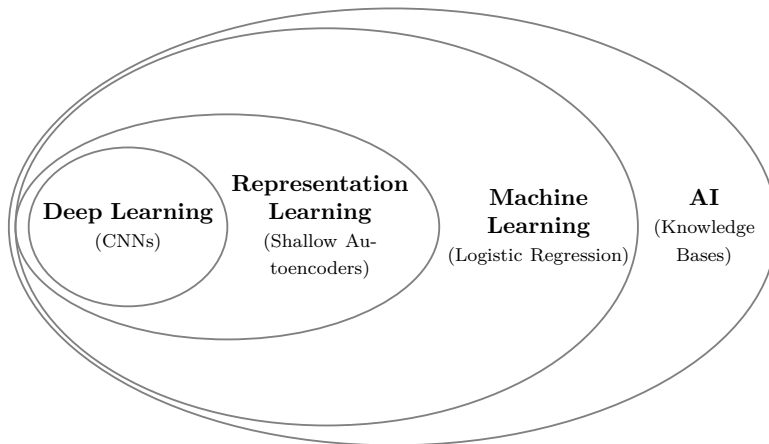 Deep Learning
(CNNs)
Representation
Learning
(Shallow Au-
toencoders)
Machine
Learning
(Logistic Regression)
AI
(Knowledge
Bases)